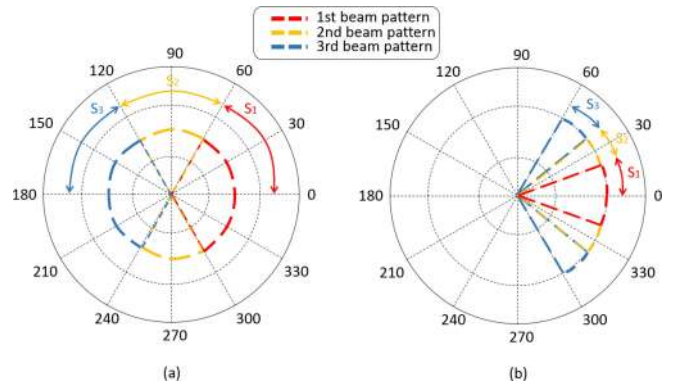 1st beam pattern
2nd beam pattern
3rd beam pattern
90
120
60
S2
S3
S1
150
30
180
0
210
330
240
300
270
(a)
90
120
60
S3
150
S2
30
S1
180
0
210
330
240
300
270
(b)